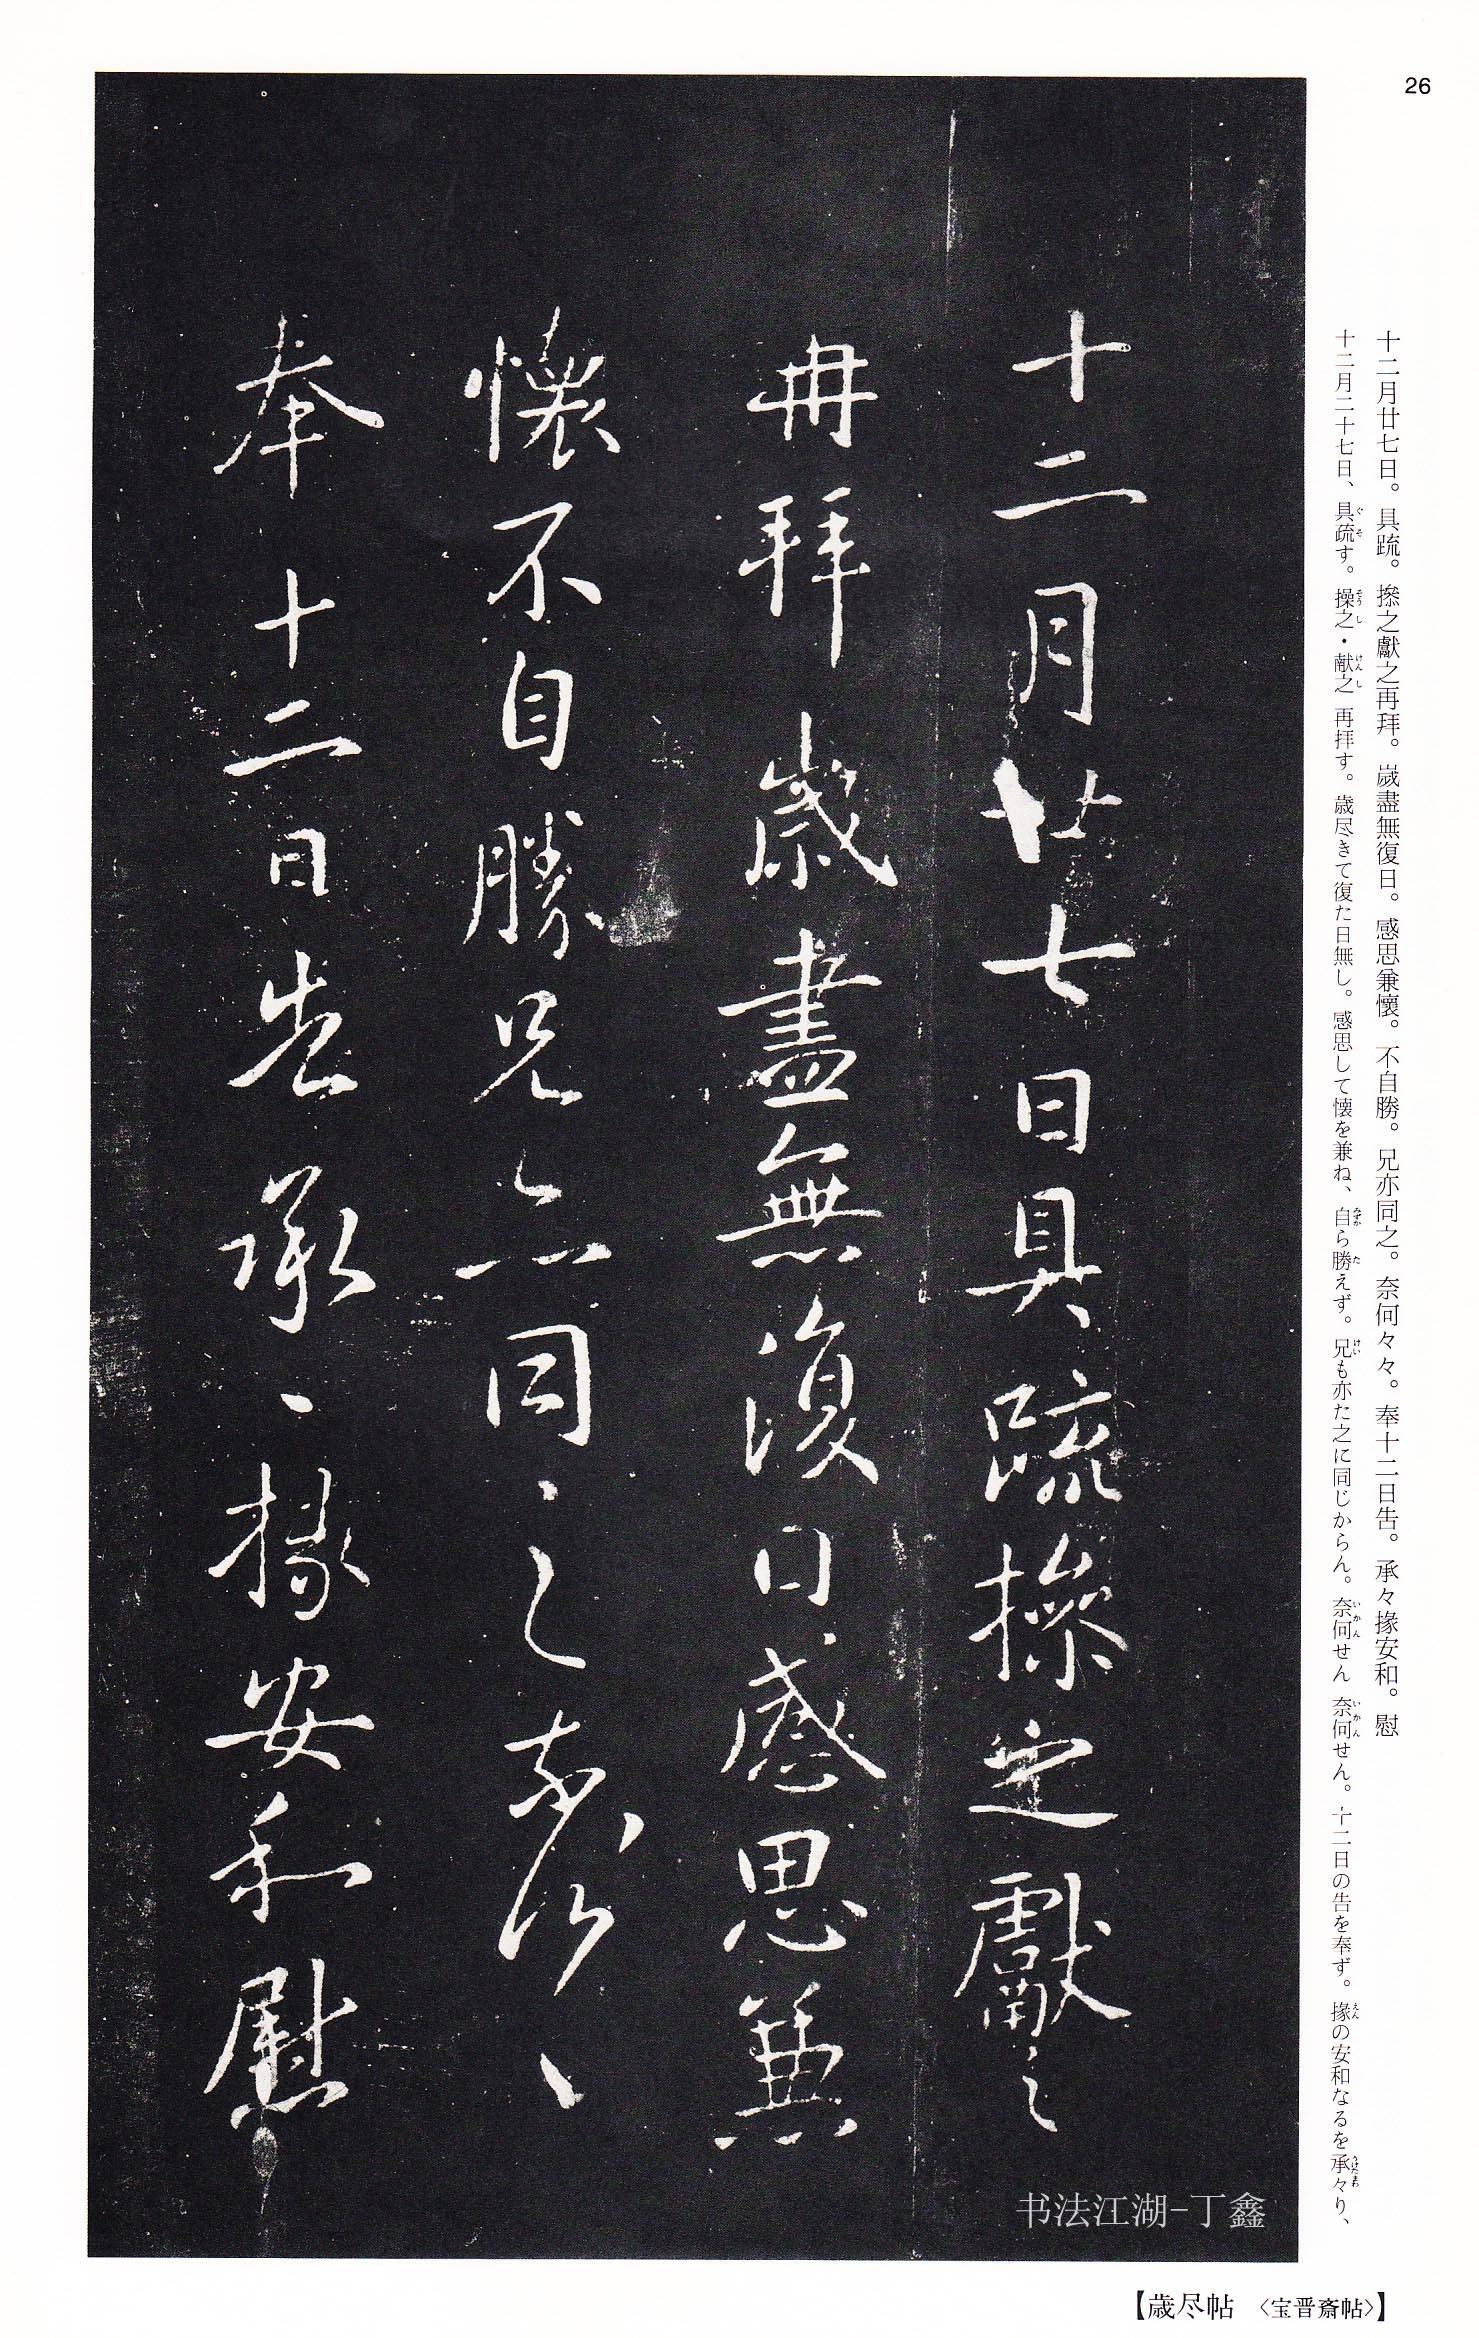 26
十二月廿七日。具䟽。摻之獻之再拜。嵗盡無復日。感思兼懷。不自勝。兄亦同之。奈何々々。奉十二日告。承々掾安和。慰
十二月二十七日、具疏す。操之・献之 再拝す。歳尽きて復た日無し。感思して懐を兼ね、自ら勝えず。兄も亦た之に同じからん。奈何せん 奈何せん。十二日の告を奉ず。掾の安和なるを承々り、
十二月廿七日具䟽摻之獻之
再拜嵗盡無復日感思兼
懷不自勝兄亦同之奈何〻
奉十二日告承〻掾安和慰
书法江湖-丁鑫
【歳尽帖 〈宝晋斎帖〉】